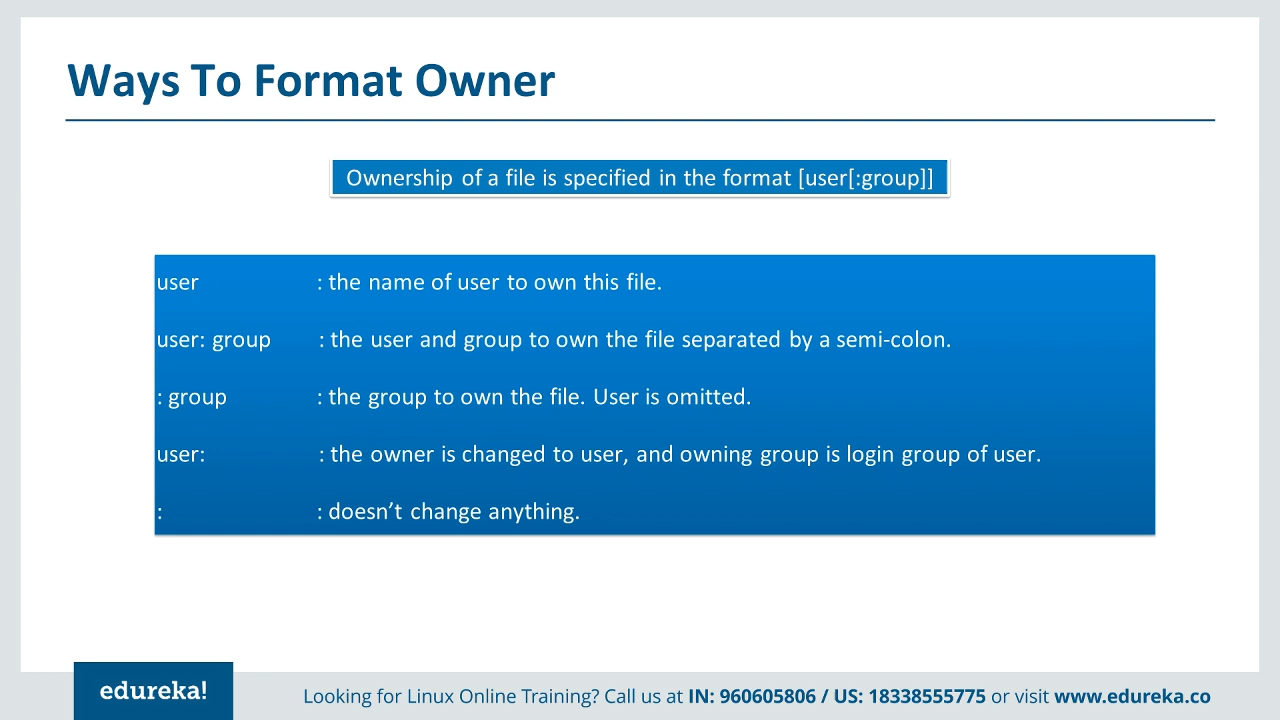 Ways To Format Owner
Ownership of a file is specified in the format [user[:group]]
user : the name of user to own this file.
user: group : the user and group to own the file separated by a semi-colon.
: group : the group to own the file. User is omitted.
user: : the owner is changed to user, and owning group is login group of user.
: : doesn’t change anything.
edureka!
Looking for Linux Online Training? Call us at IN: 960605806 / US: 18338555775 or visit www.edureka.co